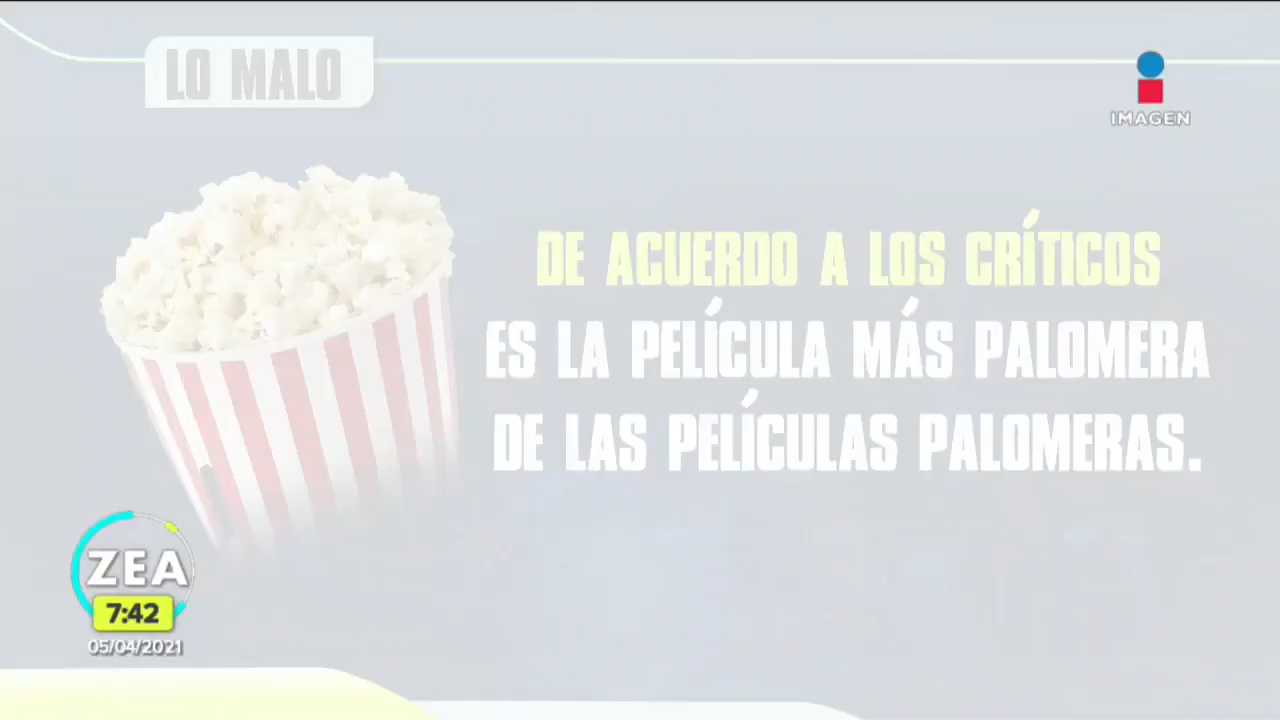 LO MALO
IMAGEN
DE ACUERDO A LOS CRÍTICOS
ES LA PELÍCULA MÁS PALOMERA
DE LAS PELÍCULAS PALOMERAS.
ZEA
7:42
05/04/2021